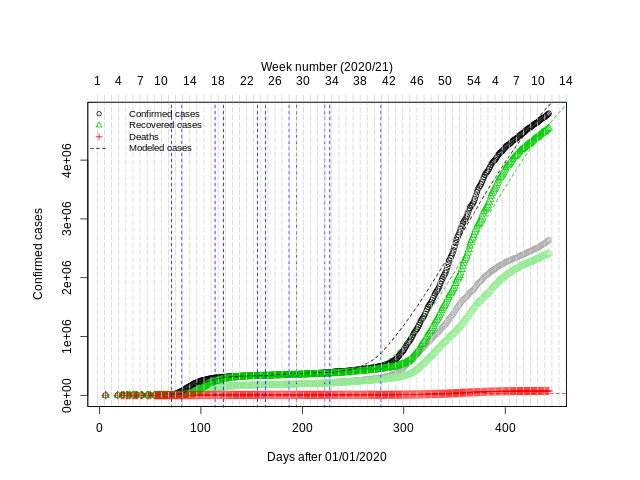 Week number (2020/21)
1 4 7 10 14 18 22 26 30 34 38 42 46 50 54 4 7 10 14
Confirmed cases
Recovered cases
Deaths
Modeled cases
Confirmed cases
4e+06
3e+06
2e+06
1e+06
0e+00
0 100 200 300 400
Days after 01/01/2020